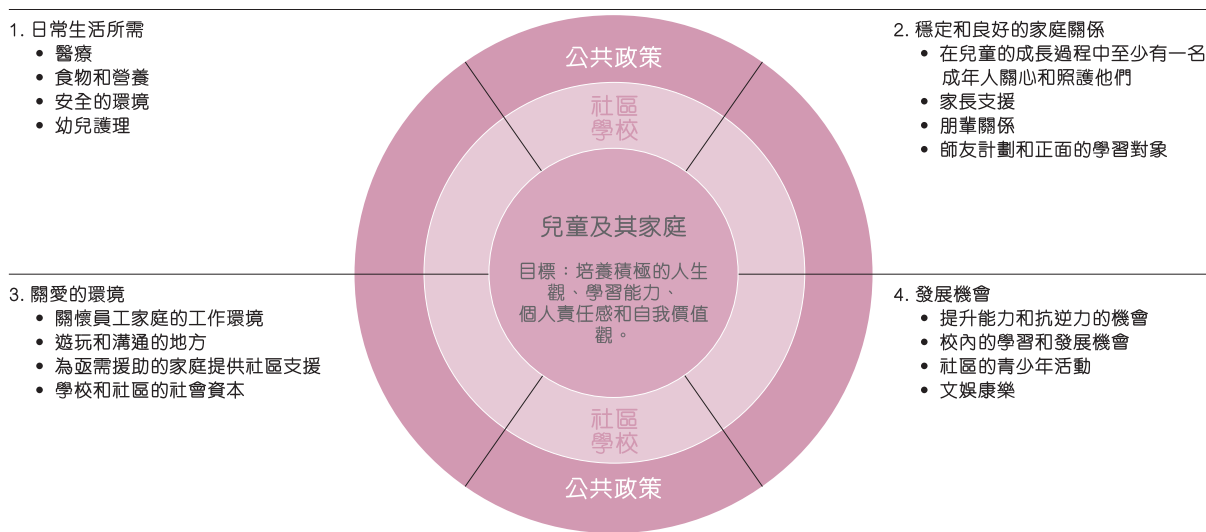 1. 日常生活所需
• 醫療
• 食物和營養
• 安全的環境
• 幼兒護理
公共政策
社區
學校
2. 穩定和良好的家庭關係
• 在兒童的成長過程中至少有一名
成年人關心和照護他們
• 家長支援
• 朋輩關係
• 師友計劃和正面的學習對象
兒童及其家庭
目標：培養積極的人生
觀、學習能力、
個人責任感和自我價值
觀。
3. 關愛的環境
• 關懷員工家庭的工作環境
• 遊玩和溝通的地方
• 為亟需援助的家庭提供社區支援
• 學校和社區的社會資本
4. 發展機會
• 提升能力和抗逆力的機會
• 校內的學習和發展機會
• 社區的青少年活動
• 文娛康樂
社區
學校
公共政策